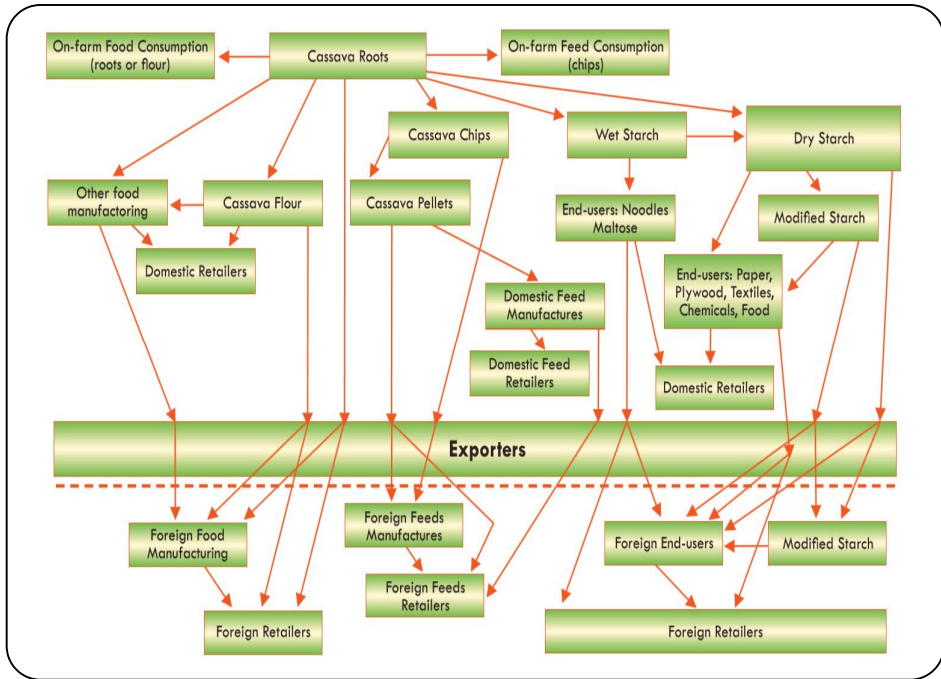 On-farm Food Consumption
(roots or flour)
Cassava Roots
On-farm Feed Consumption
(chips)
Cassava Chips
Wet Starch
Dry Starch
Other food
manufactoring
Cassava Flour
Cassava Pellets
End-users: Noodles
Maltose
Modified Starch
Domestic Retailers
Domestic Feed
Manufactures
End-users: Paper,
Plywood, Textiles,
Chemicals, Food
Domestic Feed
Retailers
Domestic Retailers
Exporters
Foreign Food
Manufacturing
Foreign Feeds
Manufactures
Foreign End-users
Modified Starch
Foreign Feeds
Retailers
Foreign Retailers
Foreign Retailers